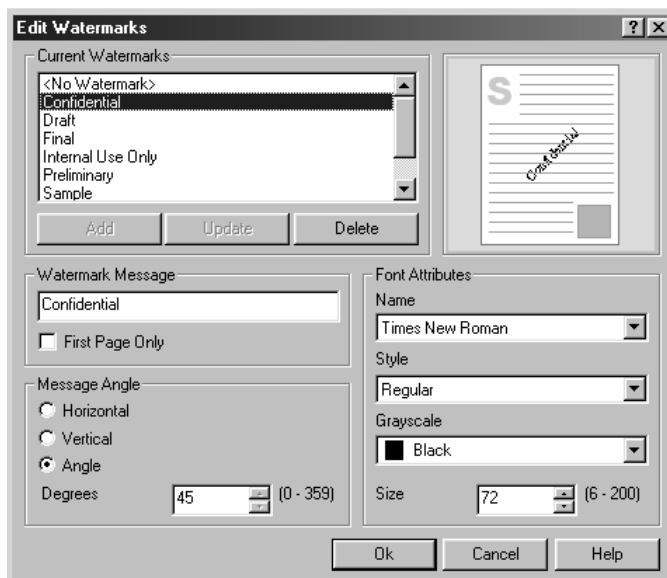 Edit Watermarks
Current Watermarks
<No Watermark>
Confidential
Draft
Final
Internal Use Only
Preliminary
Sample
Add Update Delete
S
Confidential
Watermark Message
Confidential
First Page Only
Message Angle
Horizontal
Vertical
Angle
Degrees 45 (0 - 359)
Font Attributes
Name
Times New Roman
Style
Regular
Grayscale
Black
Size 72 (6 - 200)
Ok Cancel Help